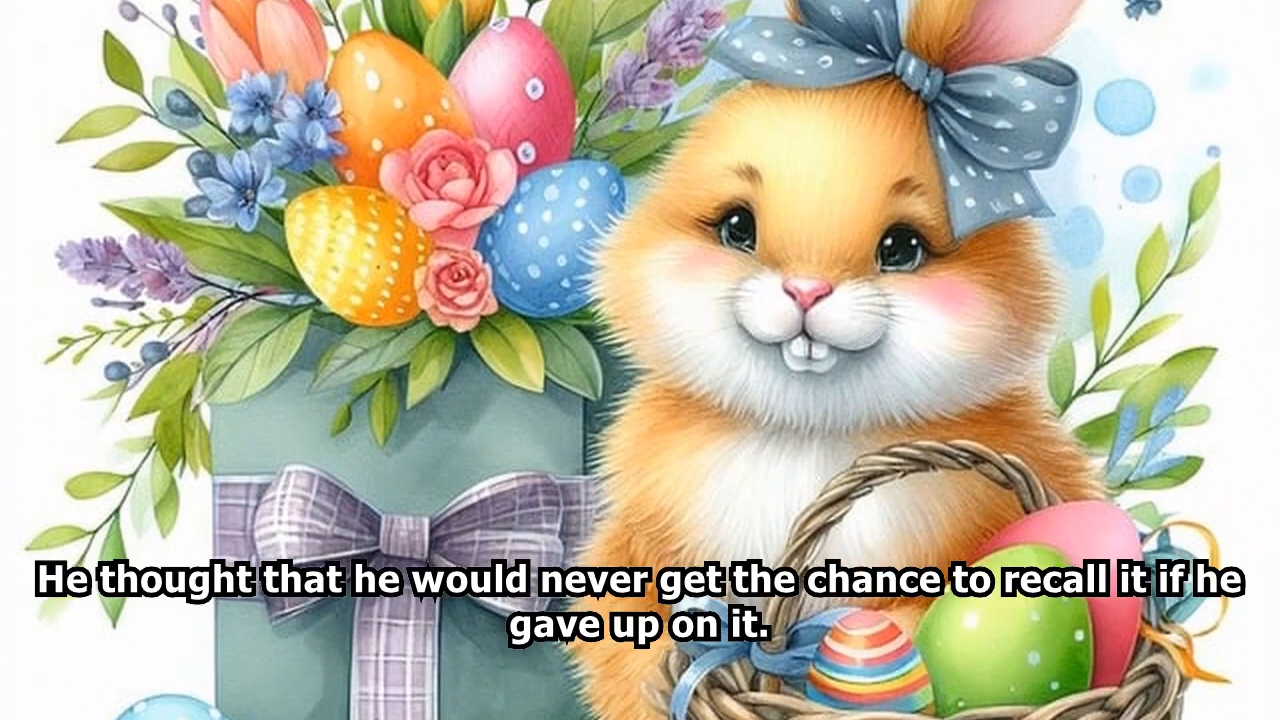 He thought that he would never get the chance to recall it if he
gave up on it.